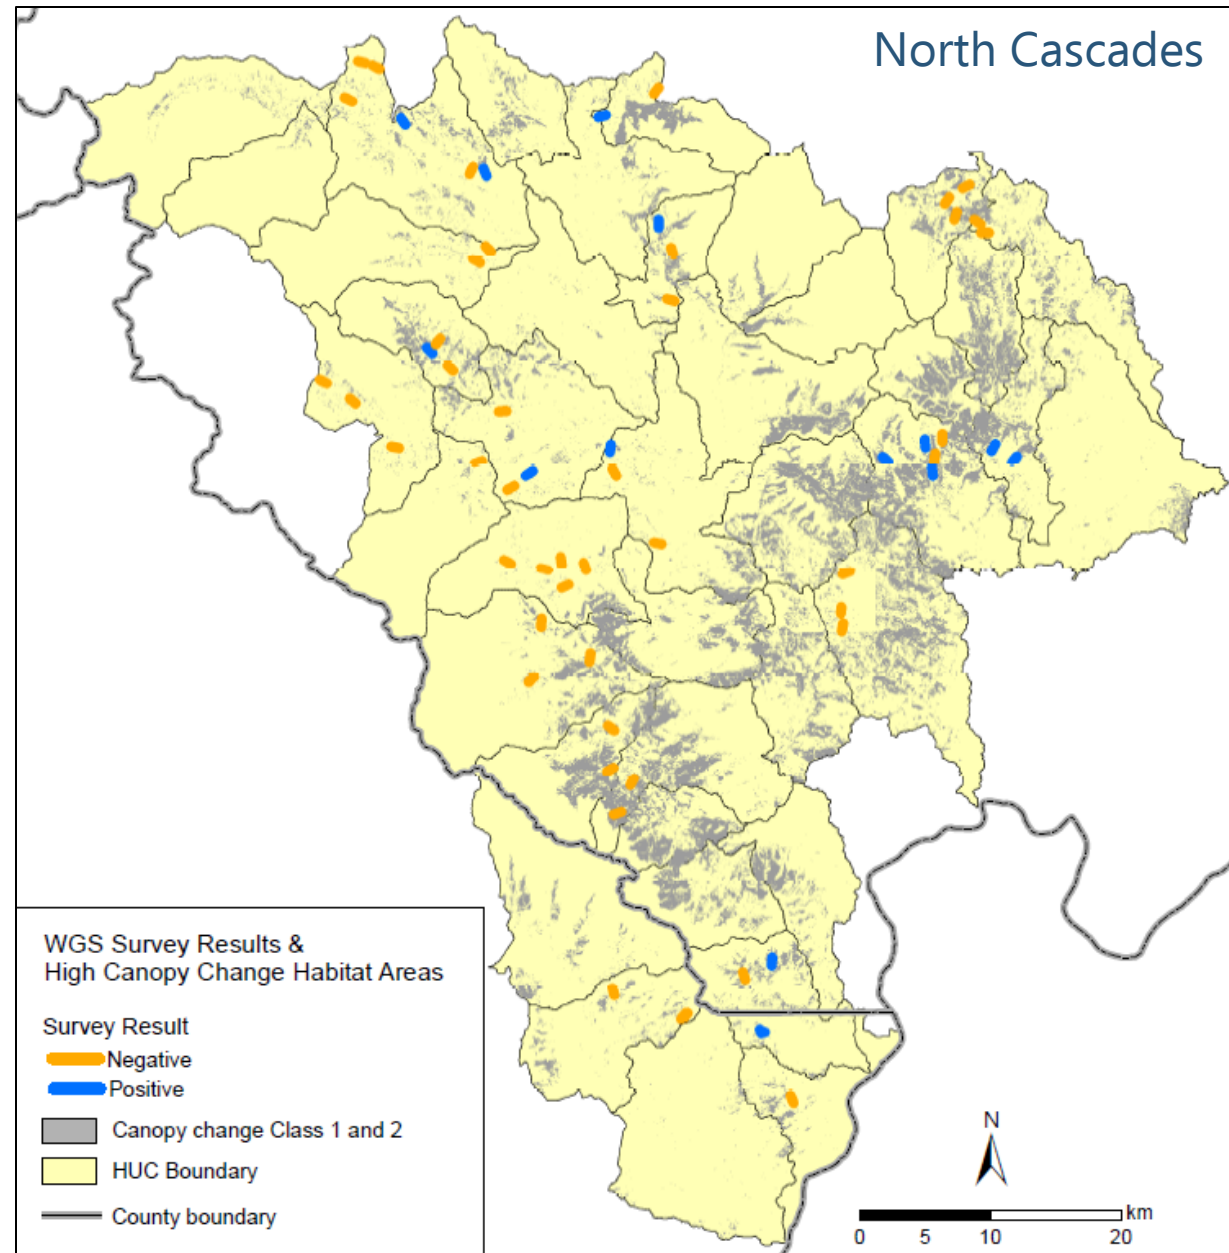 North Cascades
WGS Survey Results &
High Canopy Change Habitat Areas
Survey Result
Negative
Positive
Canopy change Class 1 and 2
HUC Boundary
County boundary
N
km
0 5 10 20